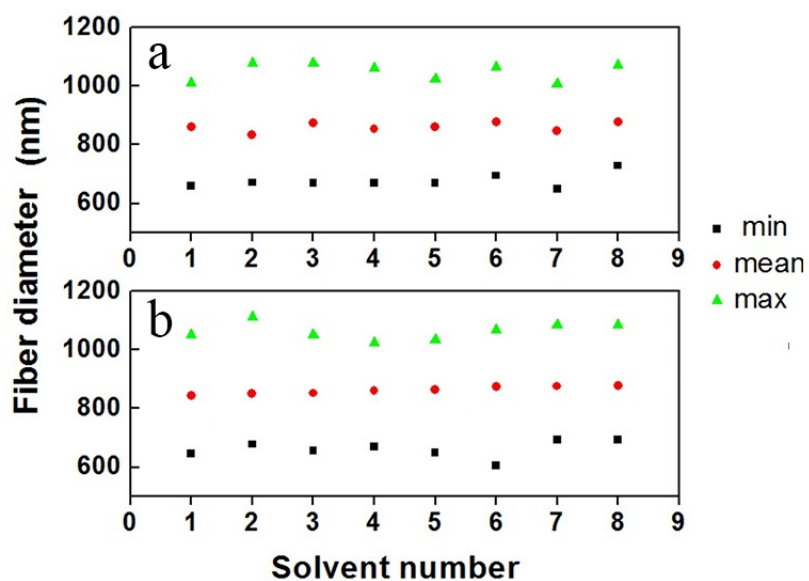 Fiber diameter (nm)
a
1200
1000
800
600
0 1 2 3 4 5 6 7 8 9
b
1200
1000
800
600
0 1 2 3 4 5 6 7 8 9
Solvent number
min
mean
max